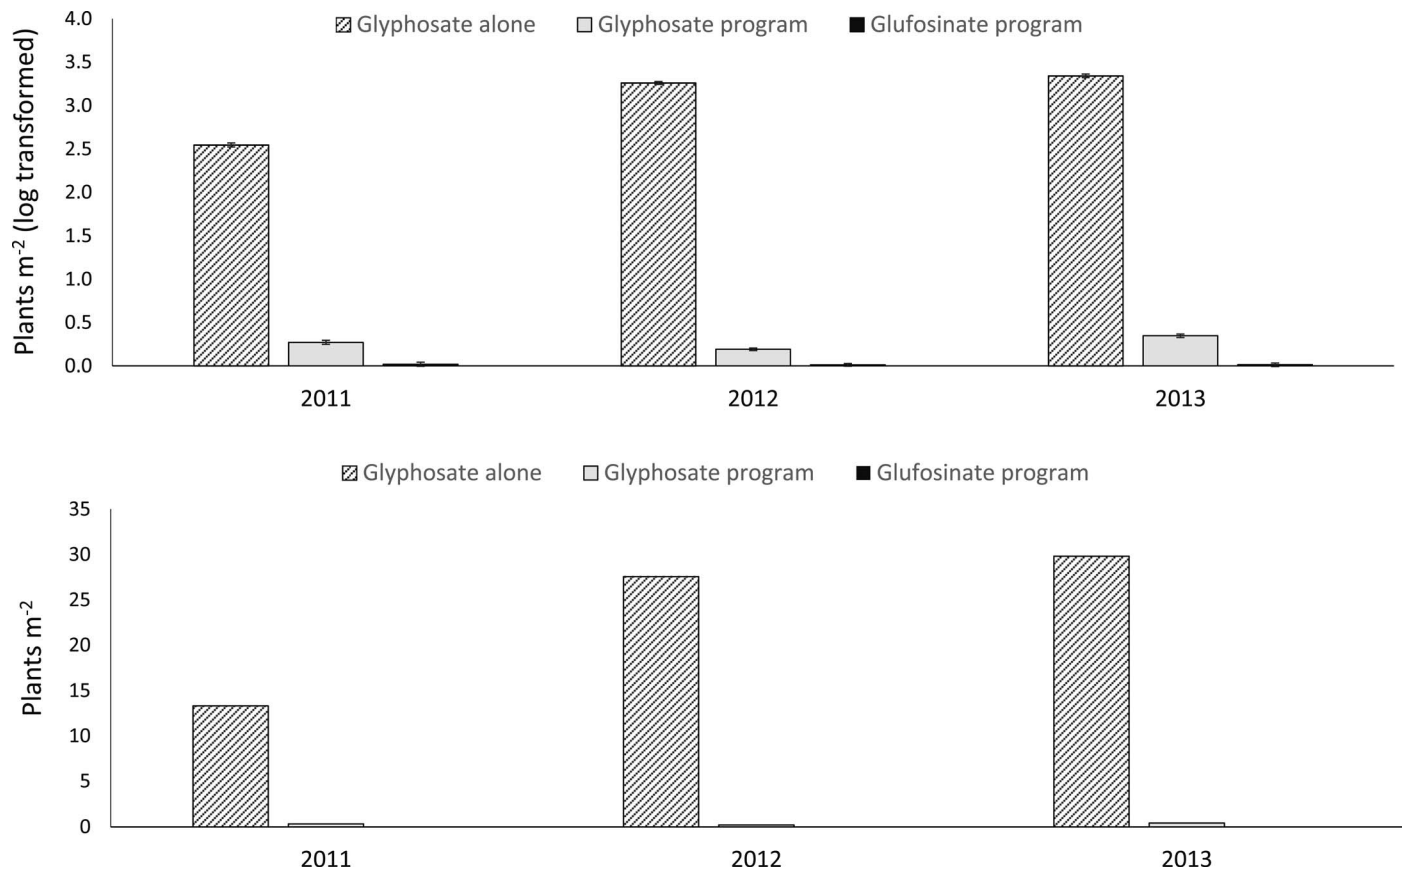 Glyphosate alone Glyphosate program Glufosinate program
Plants m⁻² (log transformed)
4.0
3.5
3.0
2.5
2.0
1.5
1.0
0.5
0.0
2011 2012 2013
Glyphosate alone Glyphosate program Glufosinate program
Plants m⁻²
35
30
25
20
15
10
5
0
2011 2012 2013